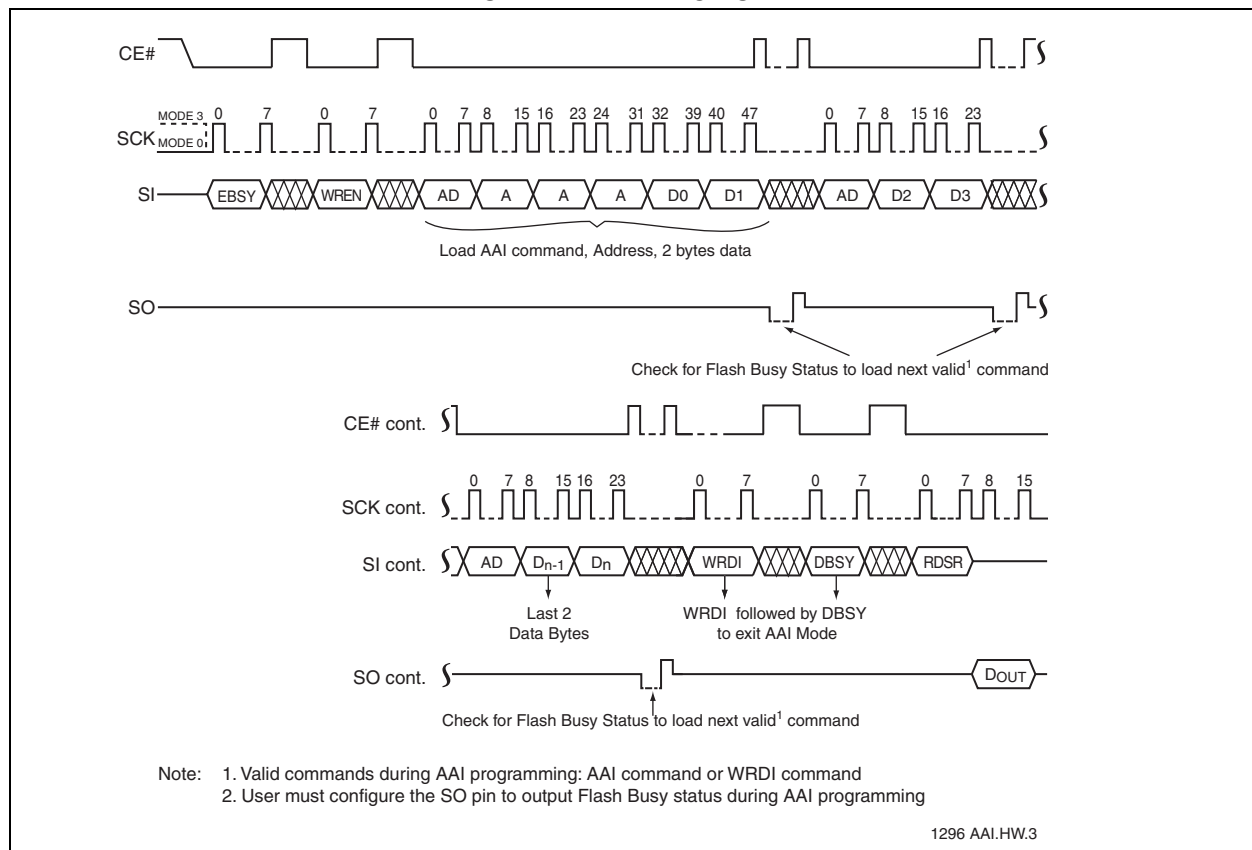 CE#
MODE 3 0 7 0 7 0 7 8 15 16 23 24 31 32 39 40 47 0 7 8 15 16 23
SCK MODE 0
SI EBSY WREN AD A A A D0 D1 AD D2 D3
Load AAI command, Address, 2 bytes data
SO
Check for Flash Busy Status to load next valid1 command
CE# cont.
0 7 8 15 16 23 0 7 0 7 0 7 8 15
SCK cont.
SI cont. AD Dn-1 Dn WRDI DBSY RDSR
Last 2 WRDI followed by DBSY
Data Bytes to exit AAI Mode
SO cont. DOUT
Check for Flash Busy Status to load next valid1 command
Note: 1. Valid commands during AAI programming: AAI command or WRDI command
2. User must configure the SO pin to output Flash Busy status during AAI programming
1296 AAI.HW.3